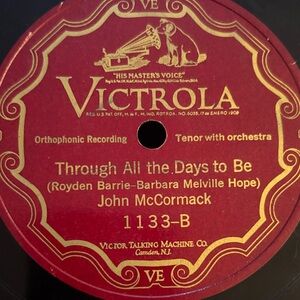 VE
"HIS MASTER'S VOICE"
VICTROLA
Orthophonic Recording
Tenor with orchestra
Through All the Days to Be
(Royden Barrie-Barbara Melville Hope)
John McCormack
1133-B
VICTOR TALKING MACHINE CO.
Camden, N.J.
VE